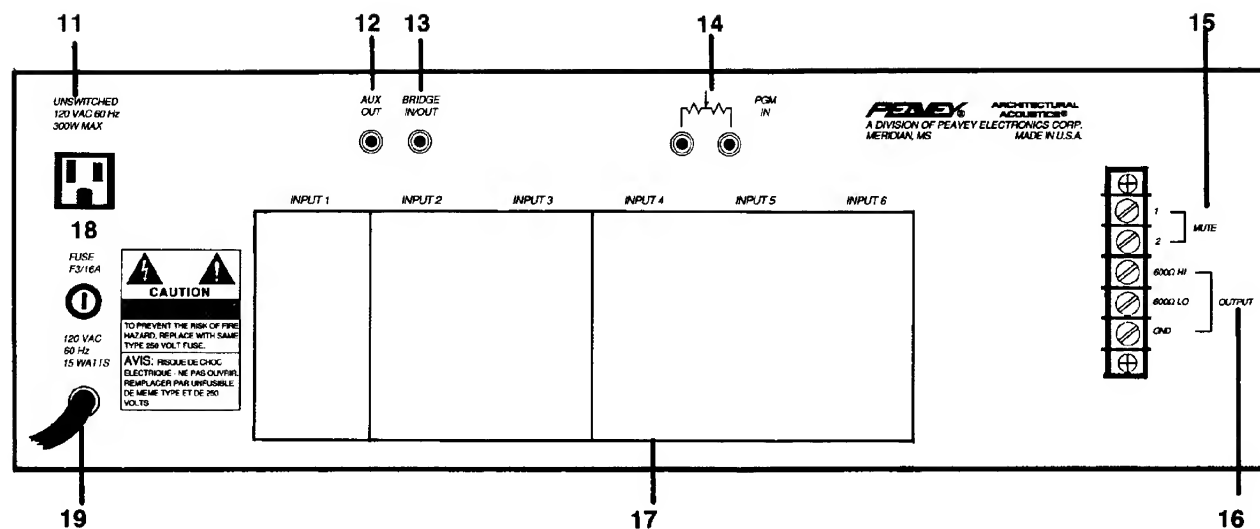 11
12
13
14
15
UNSWITCHED
120 VAC 60 Hz
300W MAX
AUX
OUT
BRIDGE
IN/OUT
PGM
IN
PEAVEY®
ARCHITECTURAL
ACOUSTICS®
A DIVISION OF PEAVEY ELECTRONICS CORP.
MERIDIAN, MS
MADE IN U.S.A.
INPUT 1
INPUT 2
INPUT 3
INPUT 4
INPUT 5
INPUT 6
1
2
MUTE
600Ω HI
600Ω LO
GND
OUTPUT
18
FUSE
F3/16A
120 VAC
60 Hz
15 WATTS
CAUTION
TO PREVENT THE RISK OF FIRE
HAZARD, REPLACE WITH SAME
TYPE 250 VOLT FUSE.
AVIS: RISQUE DE CHOC
ELECTRIQUE - NE PAS OUVRIR.
REMPLACER PAR UNFUSIBLE
DE MEME TYPE ET DE 250
VOLTS
19
17
16